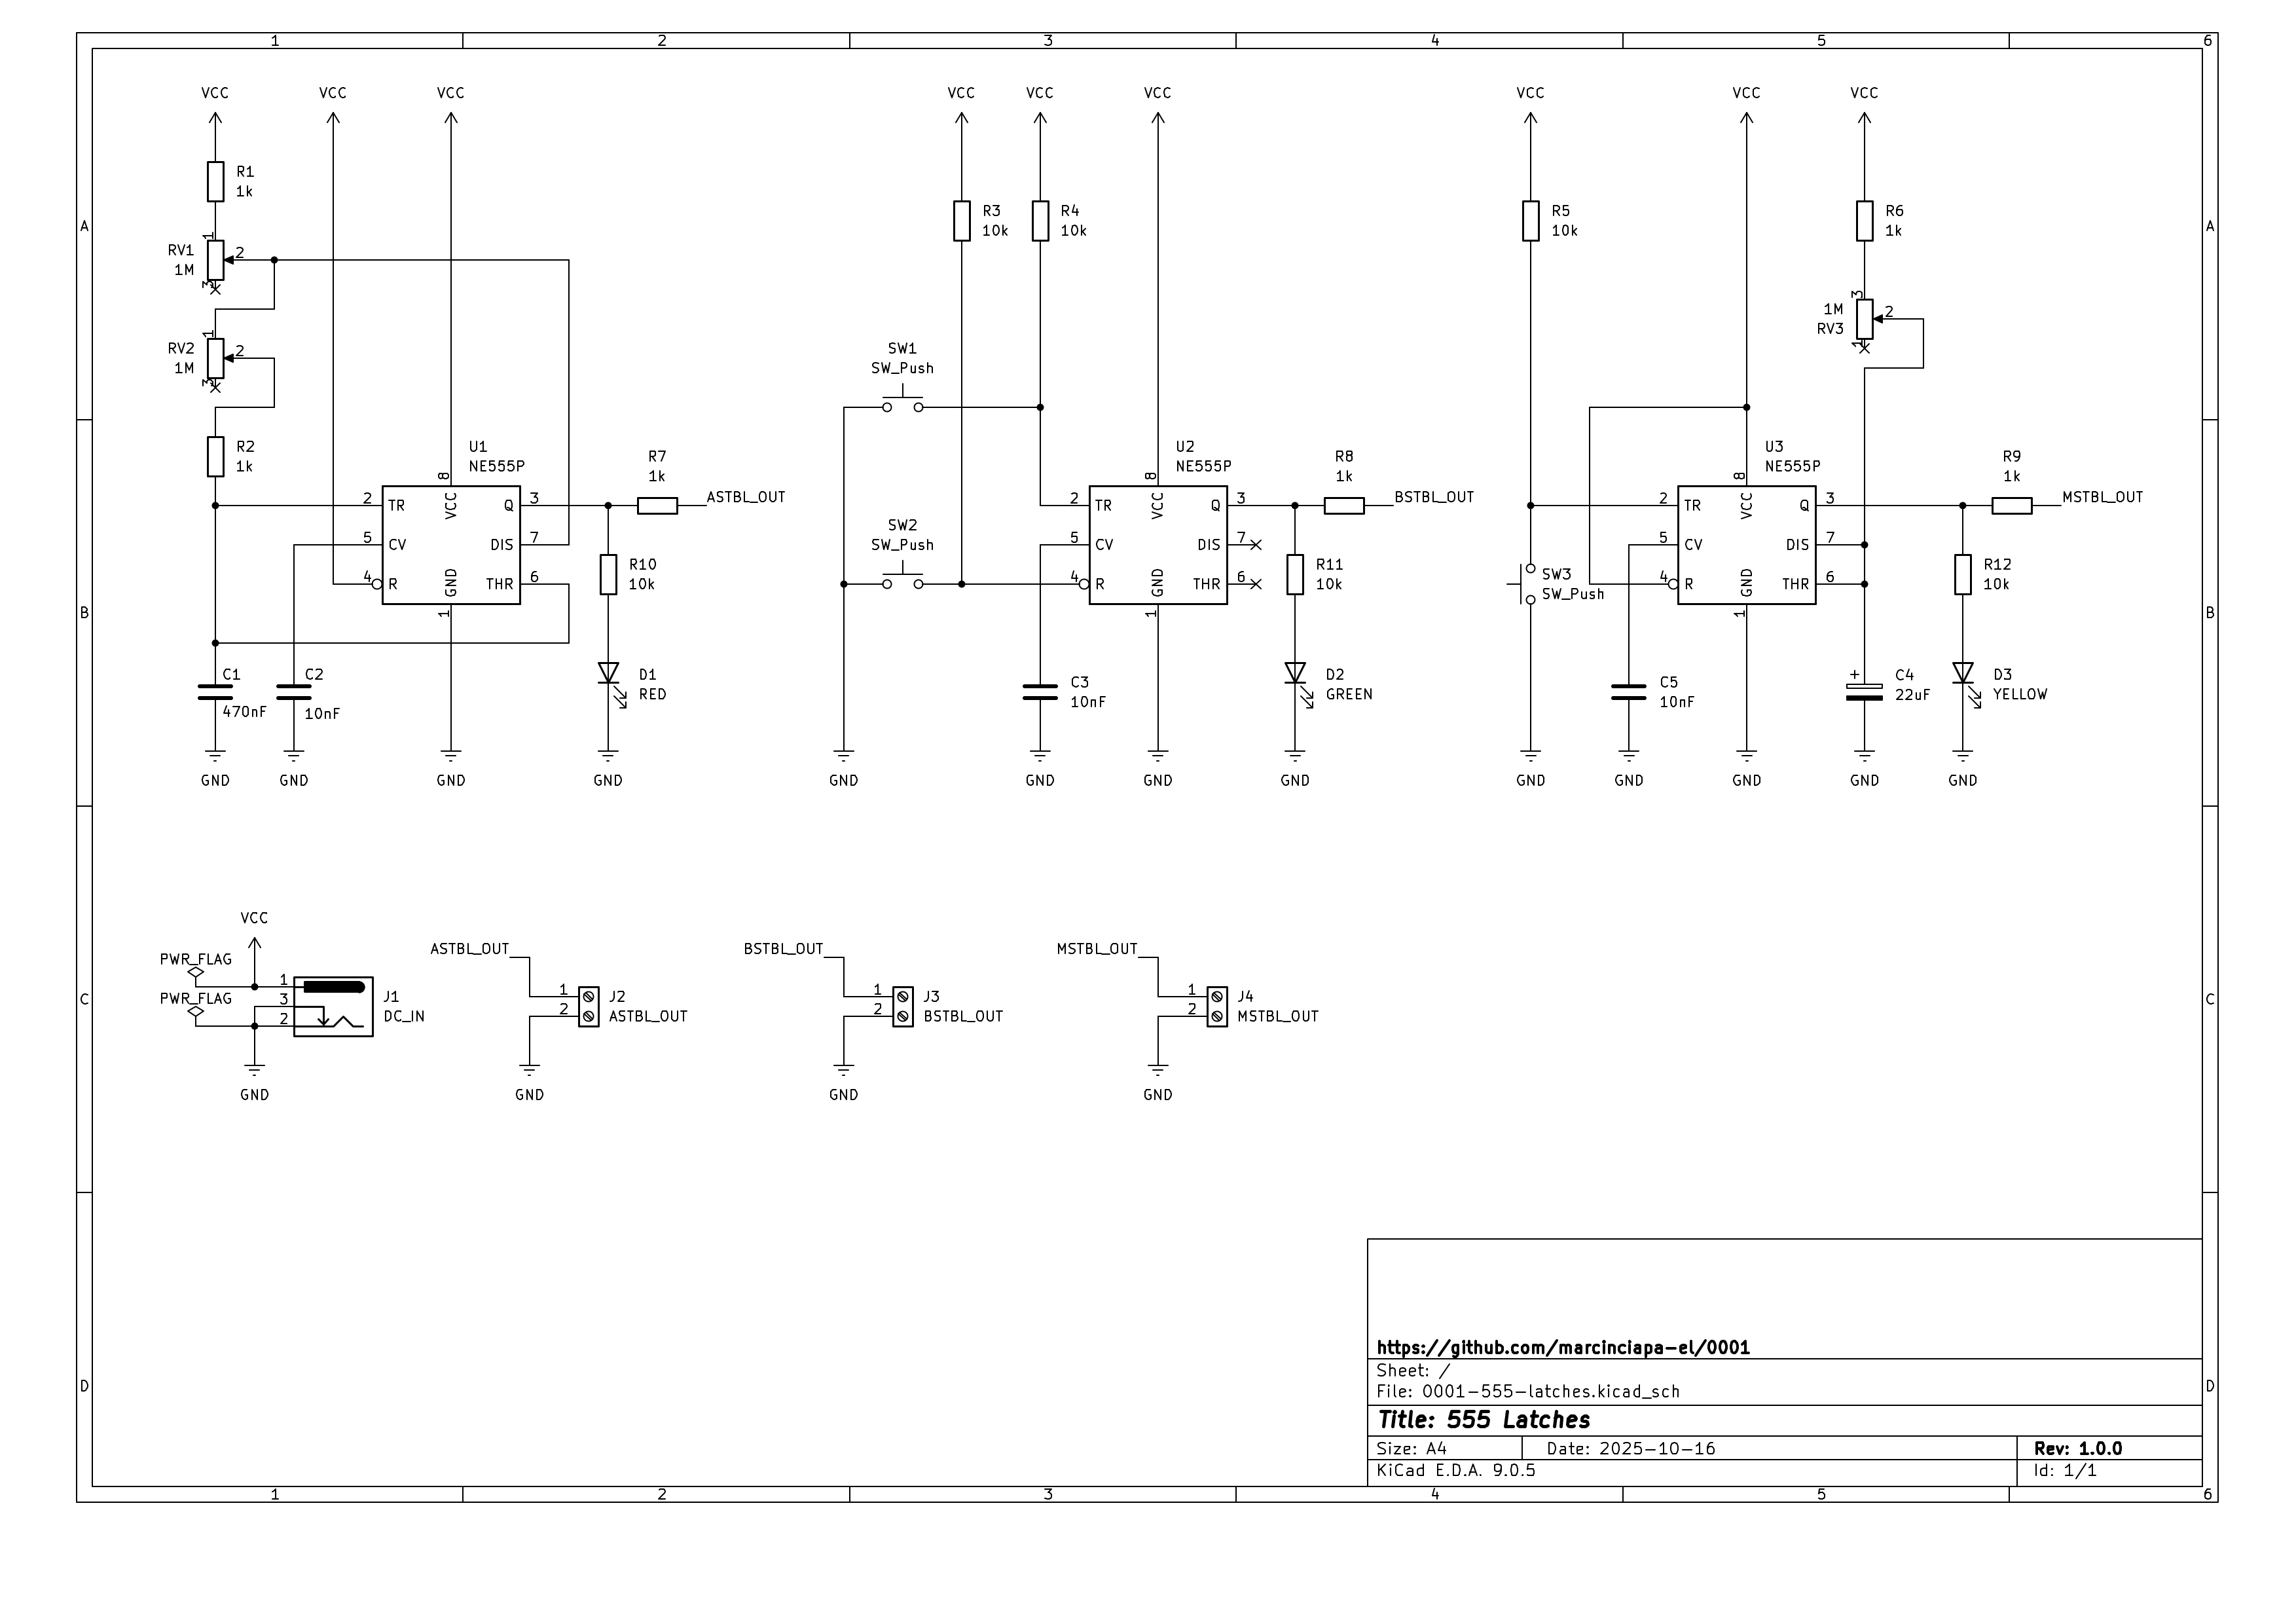 1 2 3 4 5 6
A A
B B
C C
D D
VCC VCC VCC VCC VCC VCC VCC VCC VCC
R1
1k
RV1
1M
1
2
3
RV2
1M
1
2
3
R2
1k
U1
NE555P
8
2 TR VCC Q 3
5 CV DIS 7
4 R GND THR 6
1
R7
1k
ASTBL_OUT
R10
10k
C1
470nF
C2
10nF
D1
RED
GND GND GND GND
R3
10k
R4
10k
SW1
SW_Push
SW2
SW_Push
U2
NE555P
8
2 TR VCC Q 3
5 CV DIS 7
4 R GND THR 6
1
R8
1k
BSTBL_OUT
R11
10k
C3
10nF
D2
GREEN
GND GND GND GND
R5
10k
R6
1k
1M
RV3
3
2
1
U3
NE555P
8
2 TR VCC Q 3
5 CV DIS 7
4 R GND THR 6
1
R9
1k
MSTBL_OUT
SW3
SW_Push
R12
10k
C5
10nF
+
C4
22uF
D3
YELLOW
GND GND GND GND GND
VCC
PWR_FLAG
PWR_FLAG
1
3
2
J1
DC_IN
GND
ASTBL_OUT
1
2
J2
ASTBL_OUT
GND
BSTBL_OUT
1
2
J3
BSTBL_OUT
GND
MSTBL_OUT
1
2
J4
MSTBL_OUT
GND
https://github.com/marcinciapa-el/0001
Sheet: /
File: 0001-555-latches.kicad_sch
Title: 555 Latches
Size: A4 Date: 2025-10-16 Rev: 1.0.0
KiCad E.D.A. 9.0.5 Id: 1/1
1 2 3 4 5 6